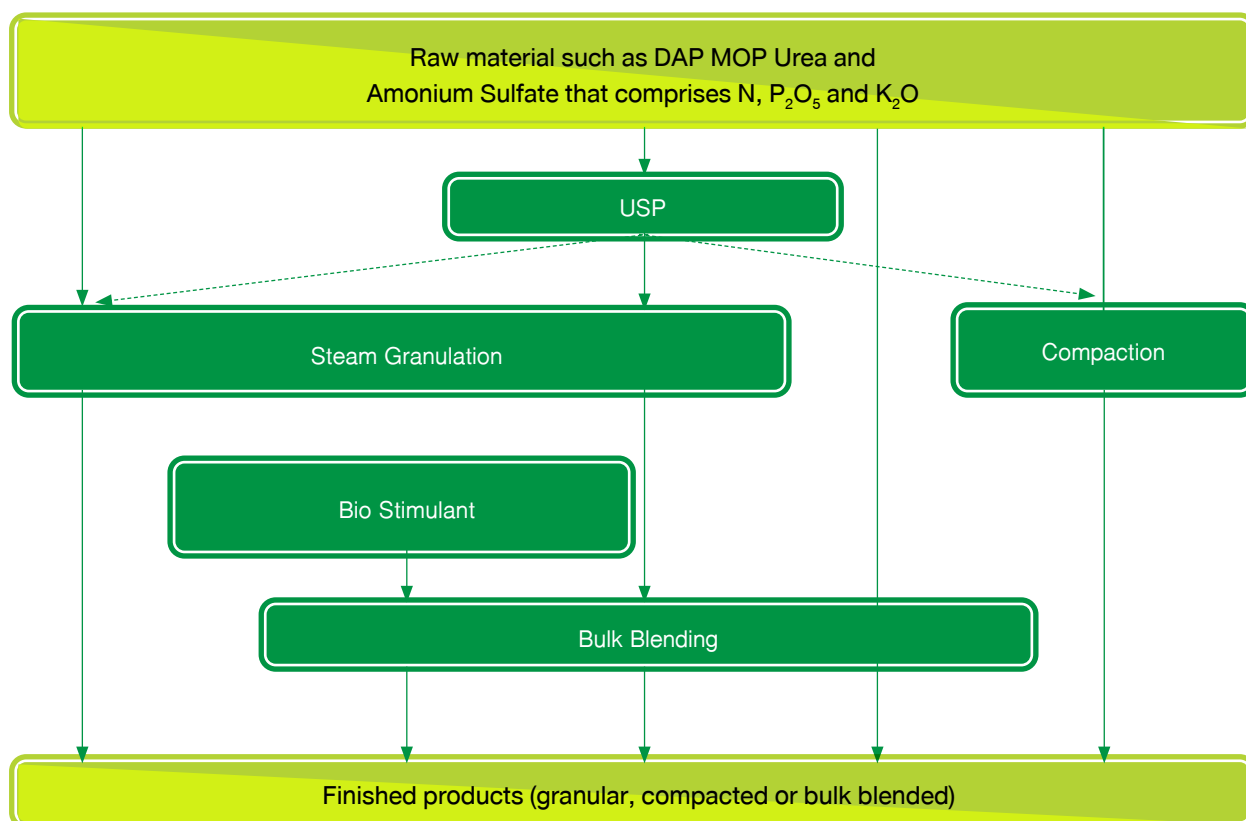 Raw material such as DAP MOP Urea and
Amonium Sulfate that comprises N, P₂O₅ and K₂O
USP
Steam Granulation
Compaction
Bio Stimulant
Bulk Blending
Finished products (granular, compacted or bulk blended)